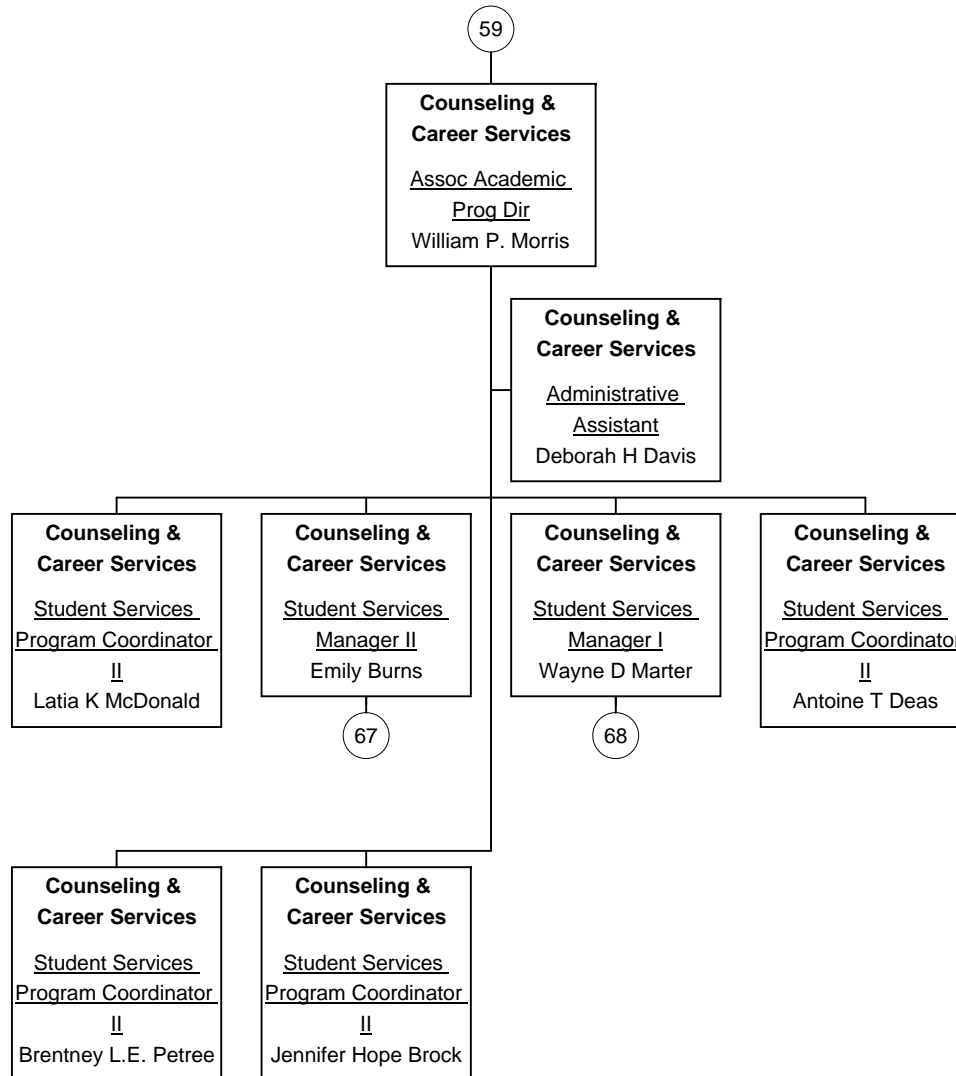 59
Counseling &
Career Services
Assoc Academic
Prog Dir
William P. Morris
Counseling &
Career Services
Administrative
Assistant
Deborah H Davis
Counseling &
Career Services
Student Services
Program Coordinator
II
Latia K McDonald
Counseling &
Career Services
Student Services
Manager II
Emily Burns
67
Counseling &
Career Services
Student Services
Manager I
Wayne D Marter
68
Counseling &
Career Services
Student Services
Program Coordinator
II
Antoine T Deas
Counseling &
Career Services
Student Services
Program Coordinator
II
Brentney L.E. Petree
Counseling &
Career Services
Student Services
Program Coordinator
II
Jennifer Hope Brock